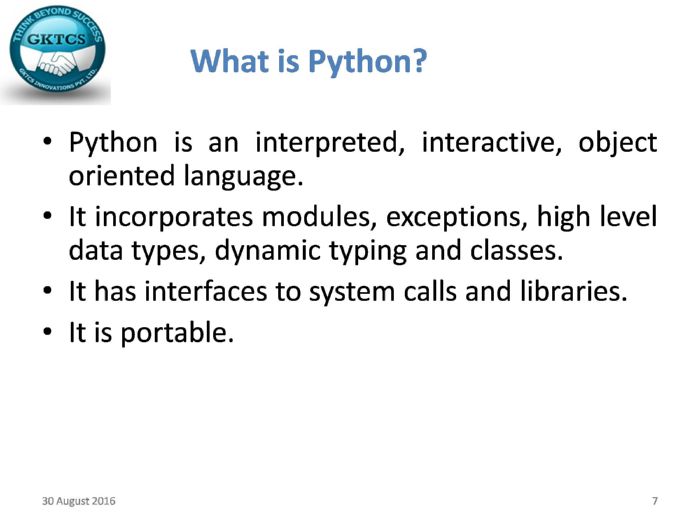 THINK BEYOND SUCCESS
GKTCS
GKTCS INNOVATIONS PVT. LTD.
What is Python?
• Python is an interpreted, interactive, object
oriented language.
• It incorporates modules, exceptions, high level
data types, dynamic typing and classes.
• It has interfaces to system calls and libraries.
• It is portable.
30 August 2016
7